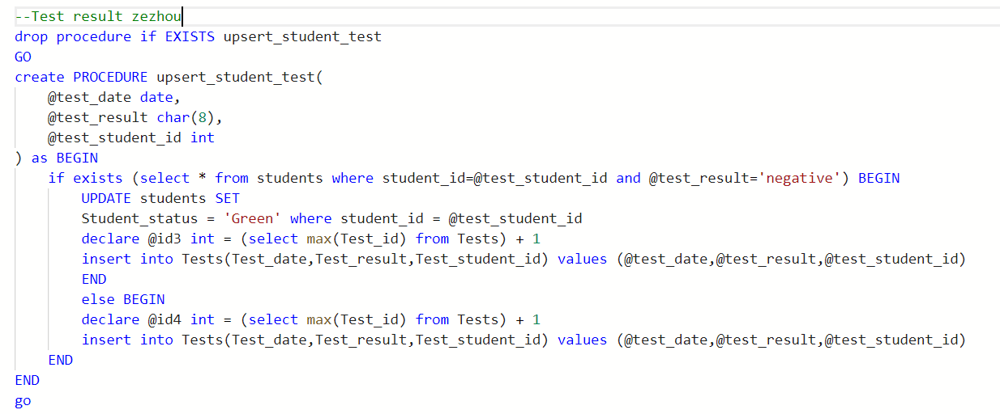 --Test result zezhou
drop procedure if EXISTS upsert_student_test
GO
create PROCEDURE upsert_student_test(
    @test_date date,
    @test_result char(8),
    @test_student_id int
) as BEGIN
    if exists (select * from students where student_id=@test_student_id and @test_result='negative') BEGIN
        UPDATE students SET
        Student_status = 'Green' where student_id = @test_student_id
        declare @id3 int = (select max(Test_id) from Tests) + 1
        insert into Tests(Test_date,Test_result,Test_student_id) values (@test_date,@test_result,@test_student_id)
        END
        else BEGIN
        declare @id4 int = (select max(Test_id) from Tests) + 1
        insert into Tests(Test_date,Test_result,Test_student_id) values (@test_date,@test_result,@test_student_id)
    END
END
go